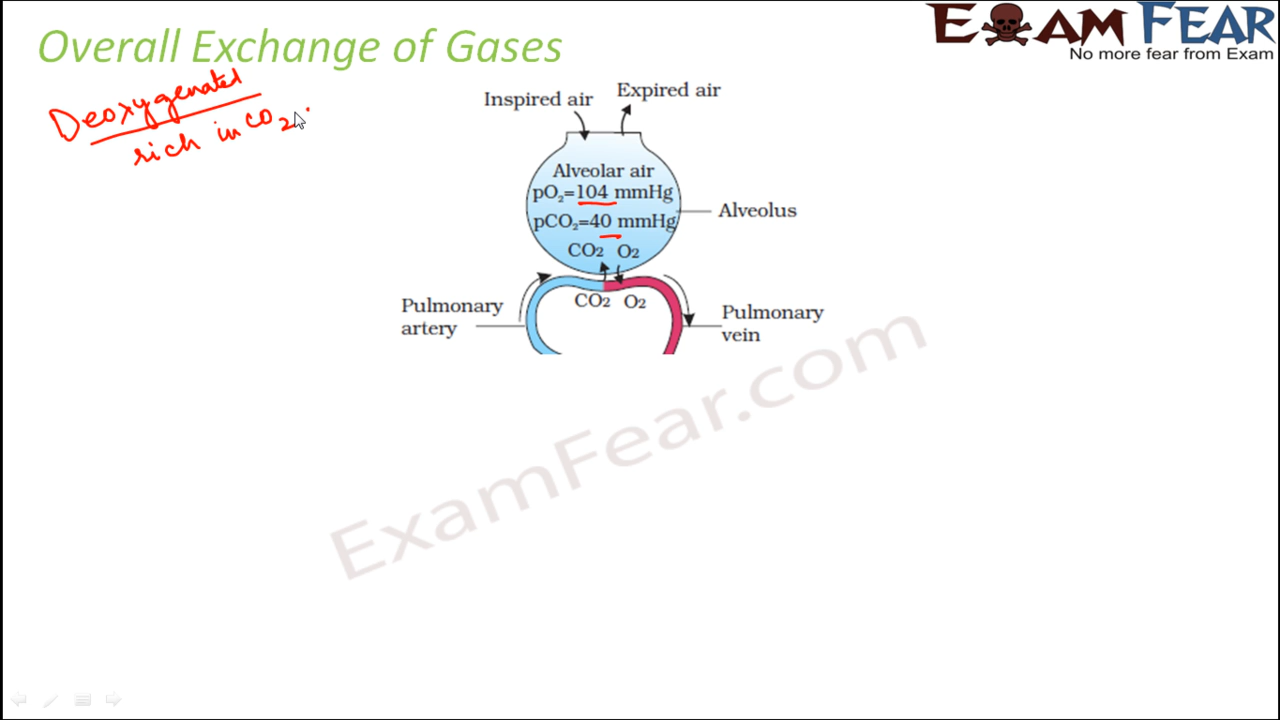 Overall Exchange of Gases
EXAM FEAR
No more fear from Exam
Deoxygenated
rich in CO2.
Inspired air
Expired air
Alveolar air
pO₂=104 mmHg
pCO₂=40 mmHg
Alveolus
CO2 O2
CO2 O2
Pulmonary
artery
Pulmonary
vein
ExamFear.com